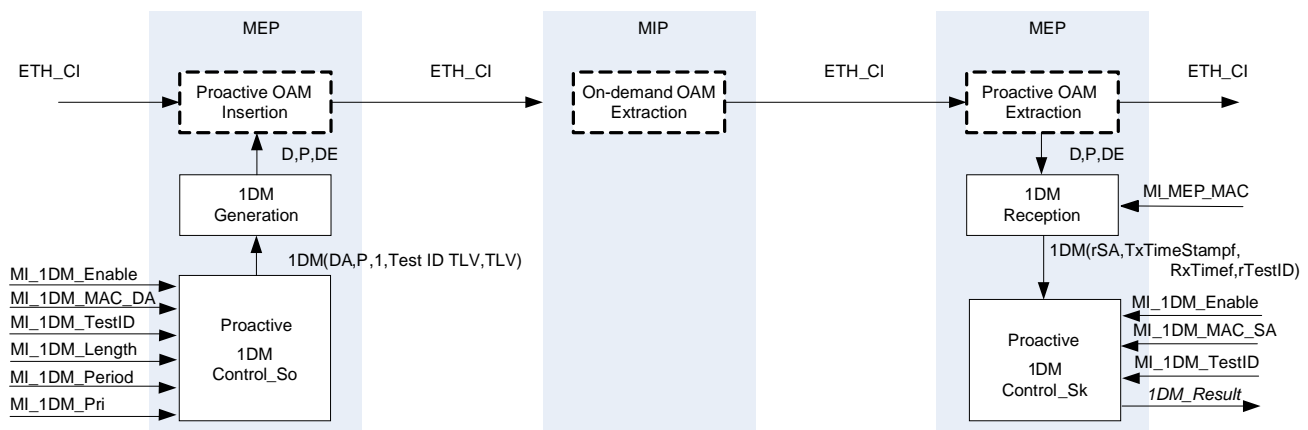 MEP
MIP
MEP
ETH_CI
ETH_CI
ETH_CI
ETH_CI
Proactive OAM
Insertion
On-demand OAM
Extraction
Proactive OAM
Extraction
D,P,DE
D,P,DE
1DM
Generation
1DM
Reception
MI_MEP_MAC
1DM(DA,P,1,Test ID TLV,TLV)
1DM(rSA,TxTimeStampf,
RxTimef,rTestID)
MI_1DM_Enable
MI_1DM_MAC_DA
MI_1DM_TestID
MI_1DM_Length
MI_1DM_Period
MI_1DM_Pri
Proactive
1DM
Control_So
Proactive
1DM
Control_Sk
MI_1DM_Enable
MI_1DM_MAC_SA
MI_1DM_TestID
1DM_Result